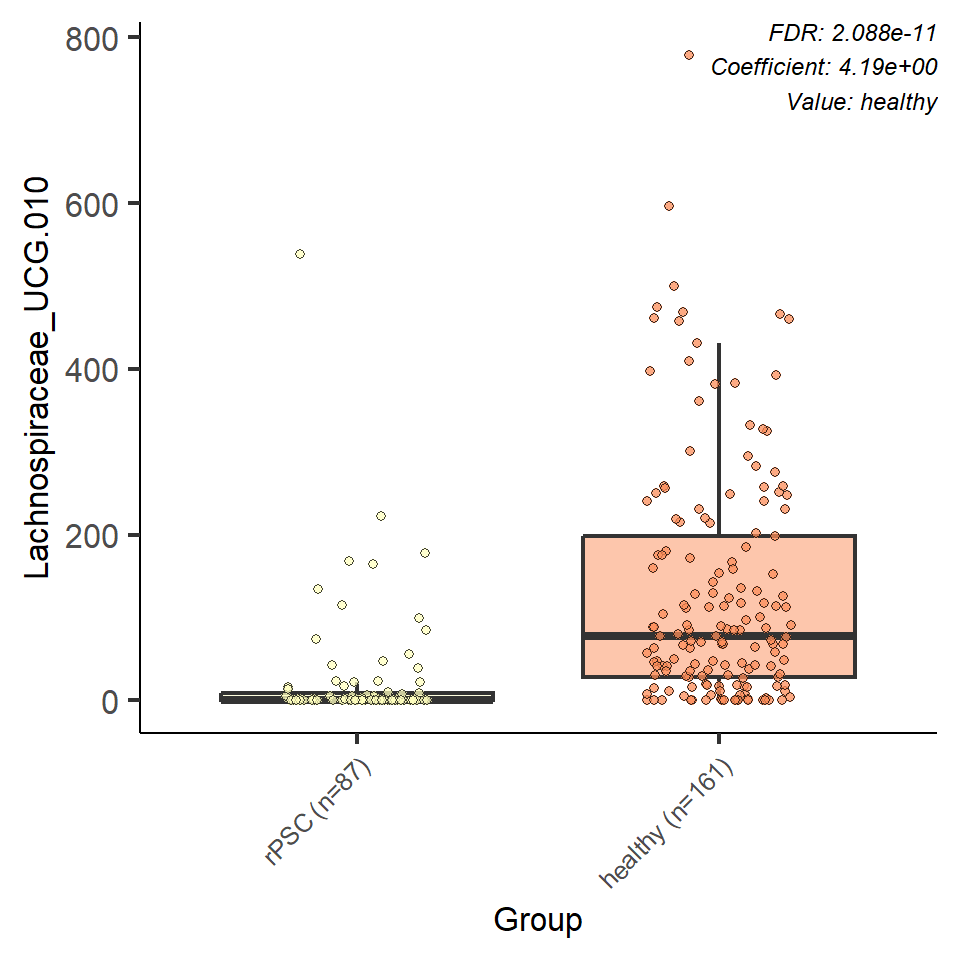 FDR: 2.088e-11
Coefficient: 4.19e+00
Value: healthy
800
600
400
200
0
Lachnospiraceae_UCG.010
rPSC (n=87)
healthy (n=161)
Group